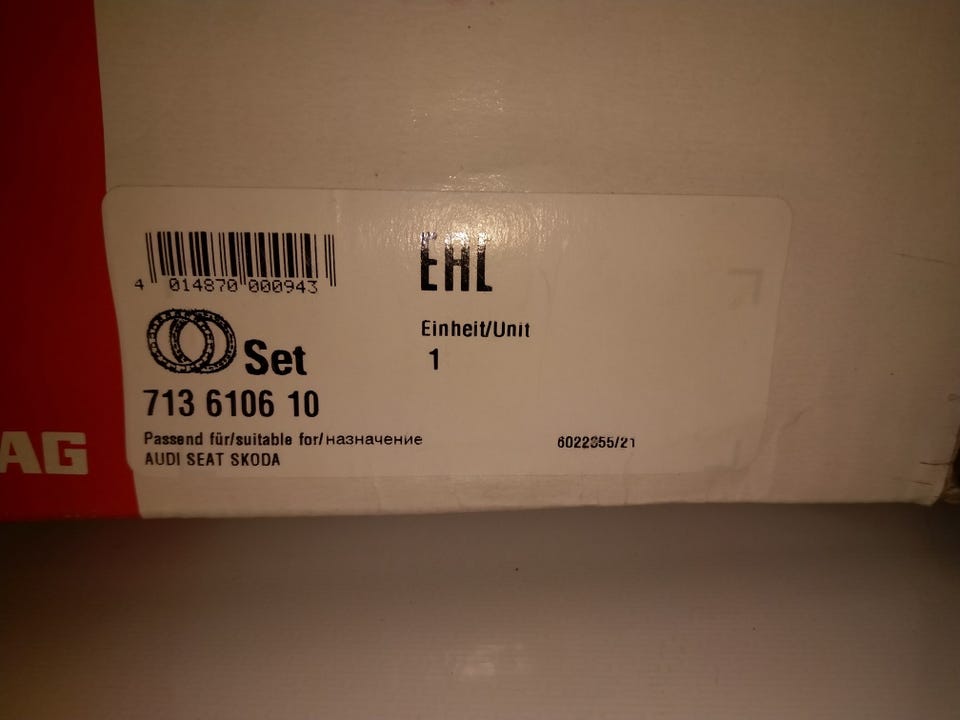 EAC
4 014870 000943
Einheit/Unit
Set
1
713 6106 10
Passend für/suitable for/назначение
6022355/21
AUDI SEAT SKODA
AG